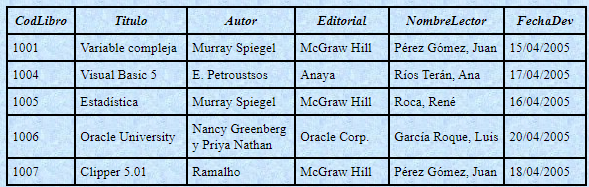 CodLibro Titulo Autor Editorial NombreLector FechaDev
1001 Variable compleja Murray Spiegel McGraw Hill Pérez Gómez, Juan 15/04/2005
1004 Visual Basic 5 E. Petroustsos Anaya Ríos Terán, Ana 17/04/2005
1005 Estadística Murray Spiegel McGraw Hill Roca, René 16/04/2005
1006 Oracle University Nancy Greenberg y Priya Nathan Oracle Corp. García Roque, Luis 20/04/2005
1007 Clipper 5.01 Ramalho McGraw Hill Pérez Gómez, Juan 18/04/2005